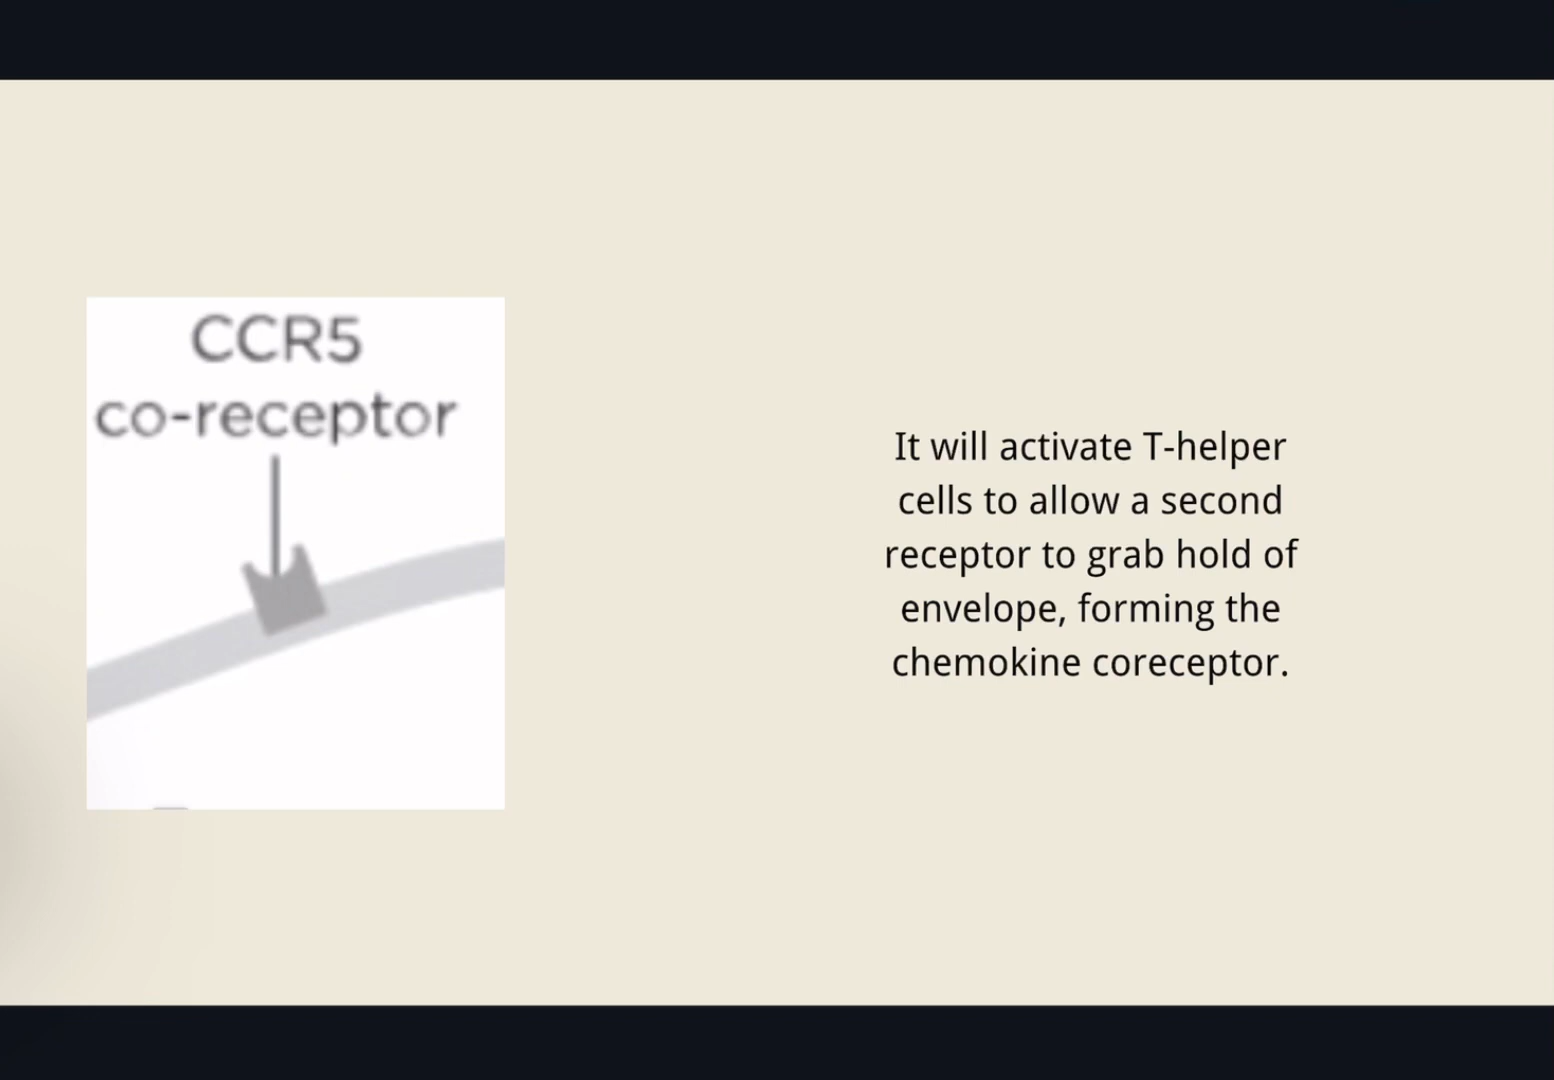 CCR5
co-receptor
It will activate T-helper
cells to allow a second
receptor to grab hold of
envelope, forming the
chemokine coreceptor.